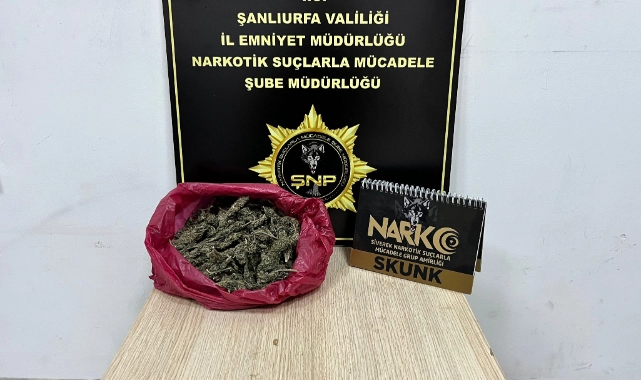 ŞANLIURFA VALİLİĞİ
İL EMNİYET MÜDÜRLÜĞÜ
NARKOTİK SUÇLARLA MÜCADELE
ŞUBE MÜDÜRLÜĞÜ
ŞNP
NARKO
SİVEREK NARKOTİK SUÇLARLA
MÜCADELE GRUP AMİRLİĞİ
SKUNK